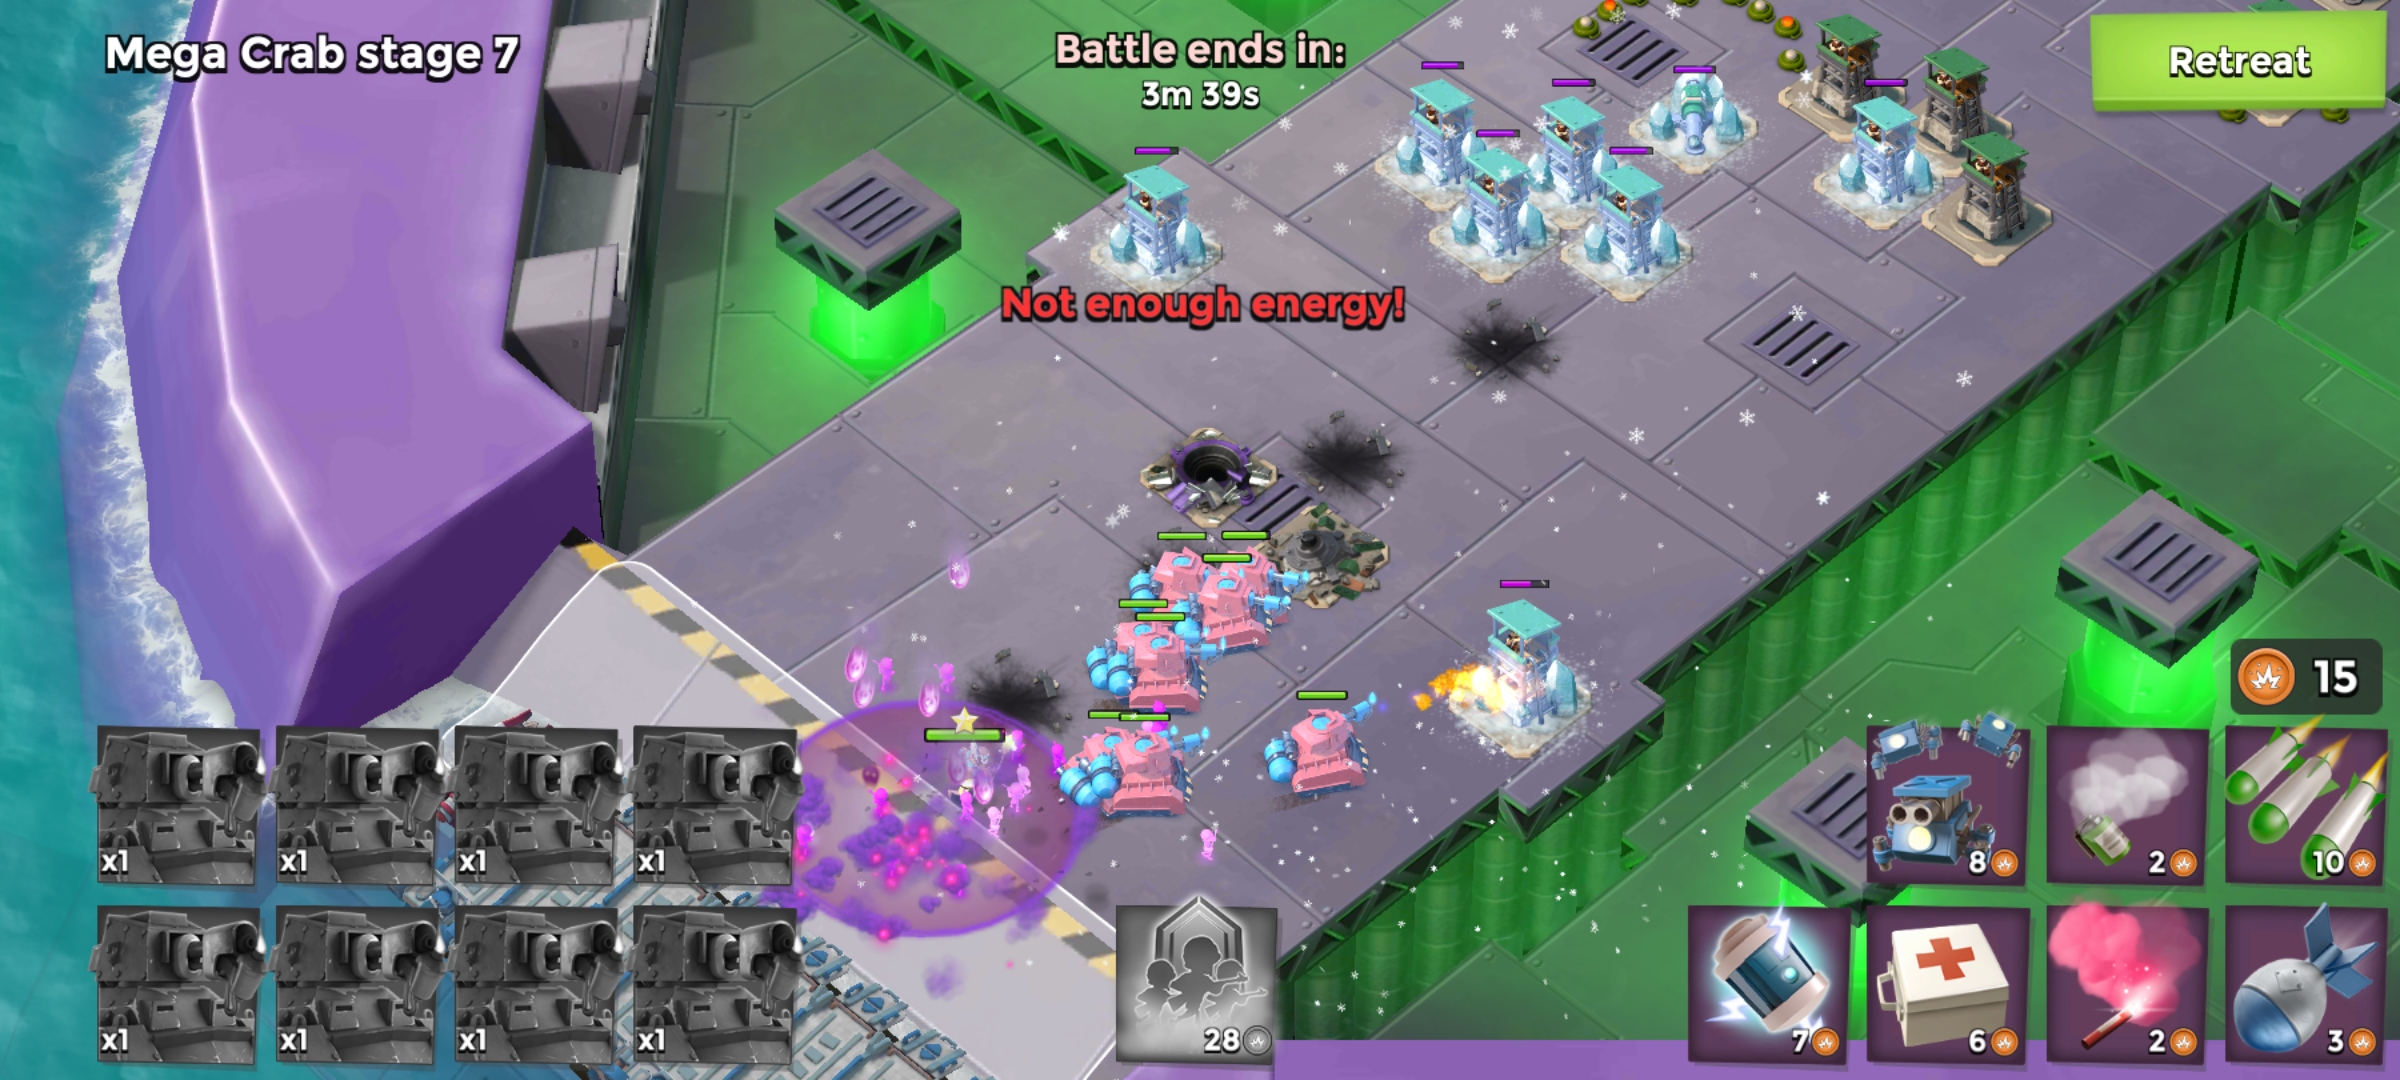 Mega Crab stage 7
Battle ends in:
3m 39s
Retreat
Not enough energy!
15
x1
x1
x1
x1
8
2
10
x1
x1
x1
x1
28
7
6
2
3